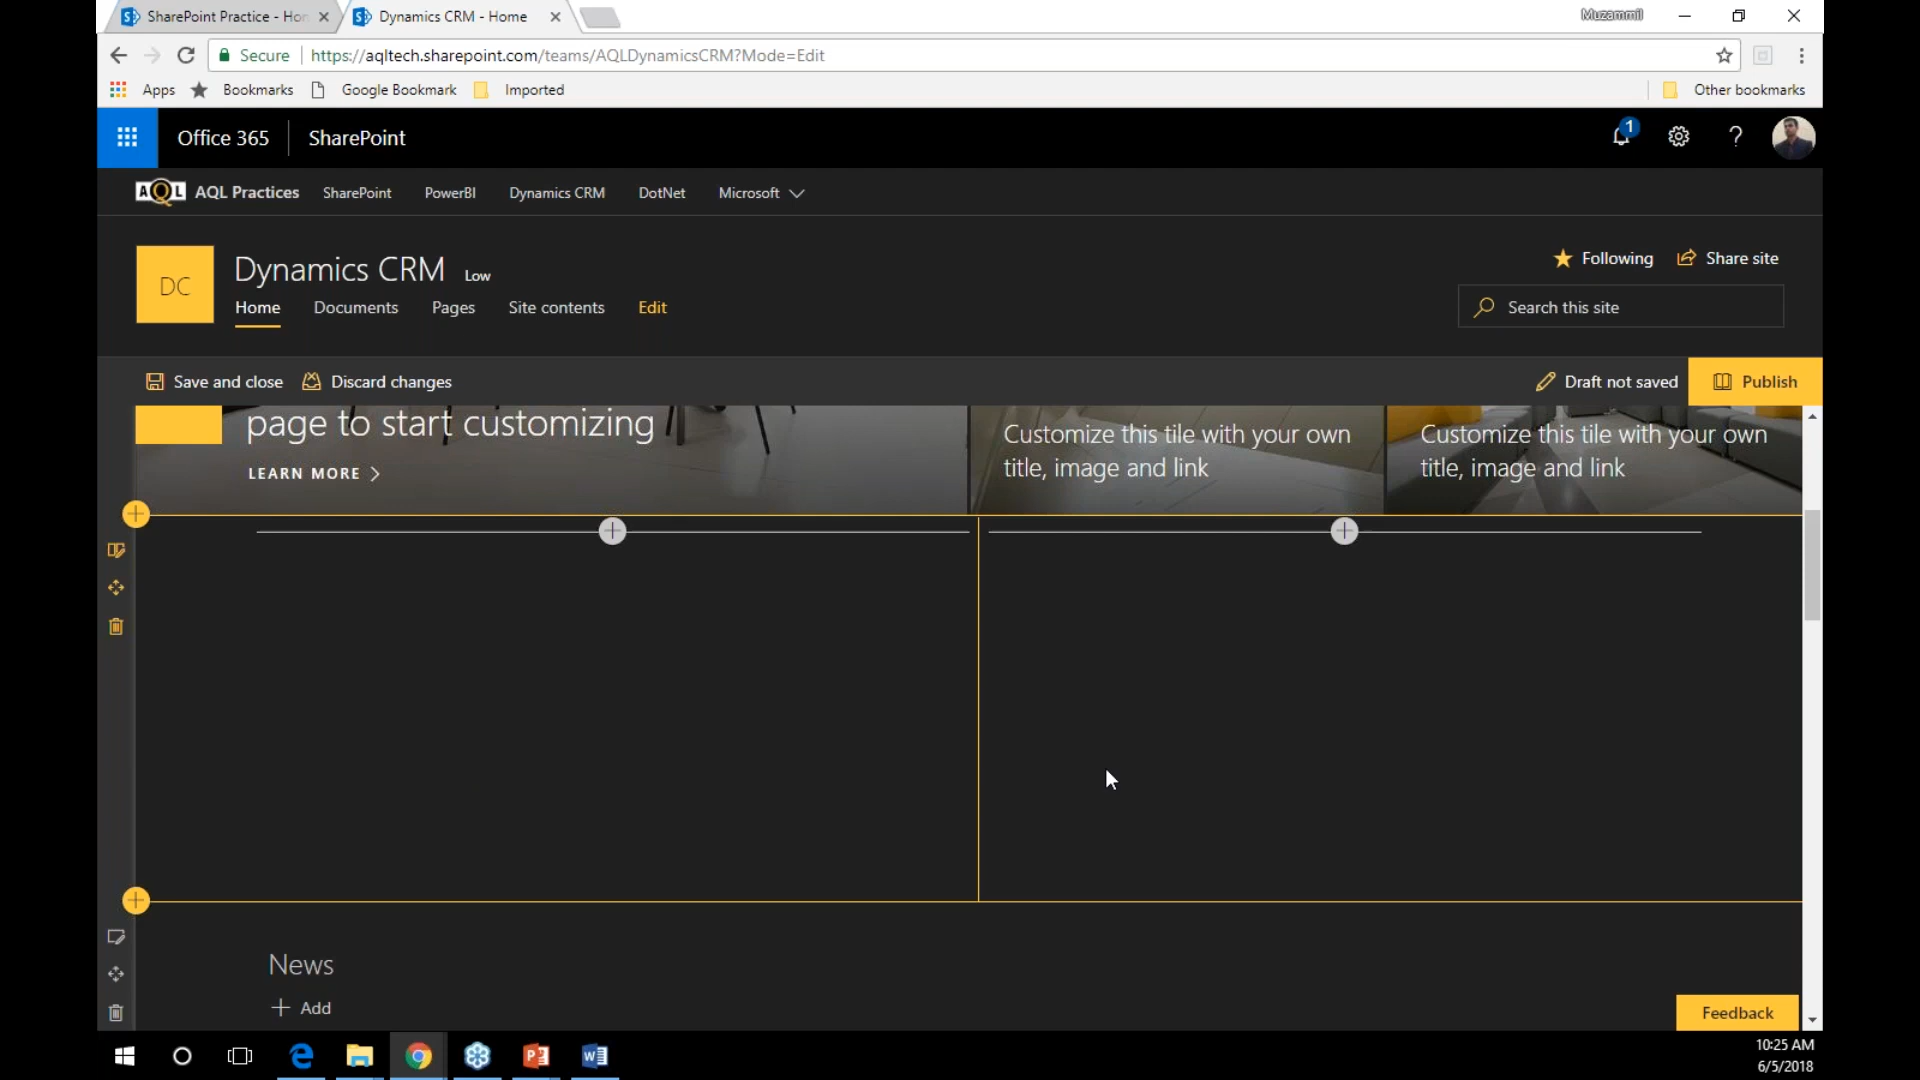 SharePoint Practice - Hor
Dynamics CRM - Home
Muzammil
Secure
https://aqltech.sharepoint.com/teams/AQLDynamicsCRM?Mode=Edit
Apps
Bookmarks
Google Bookmark
Imported
Other bookmarks
Office 365
SharePoint
1
AQL
AQL Practices
SharePoint
PowerBI
Dynamics CRM
DotNet
Microsoft
Following
Share site
DC
Dynamics CRM
Low
Home
Documents
Pages
Site contents
Edit
Search this site
Save and close
Discard changes
Draft not saved
Publish
page to start customizing
LEARN MORE
Customize this tile with your own
title, image and link
Customize this tile with your own
title, image and link
News
Add
Feedback
10:25 AM
6/5/2018